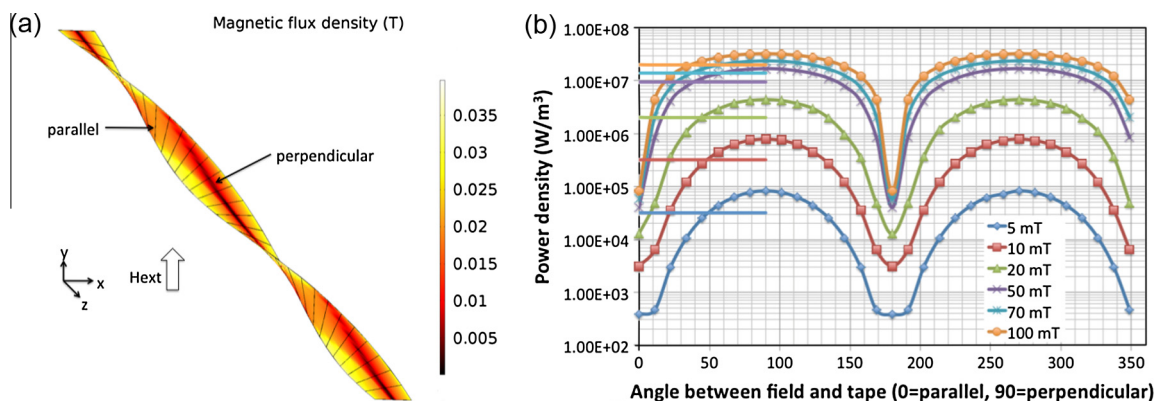 (a)
Magnetic flux density (T)
parallel
perpendicular
Hext
y
x
z
0.035
0.03
0.025
0.02
0.015
0.01
0.005
(b)
Power density (W/m³)
1.00E+08
1.00E+07
1.00E+06
1.00E+05
1.00E+04
1.00E+03
1.00E+02
5 mT
10 mT
20 mT
50 mT
70 mT
100 mT
0 50 100 150 200 250 300 350
Angle between field and tape (0=parallel, 90=perpendicular)